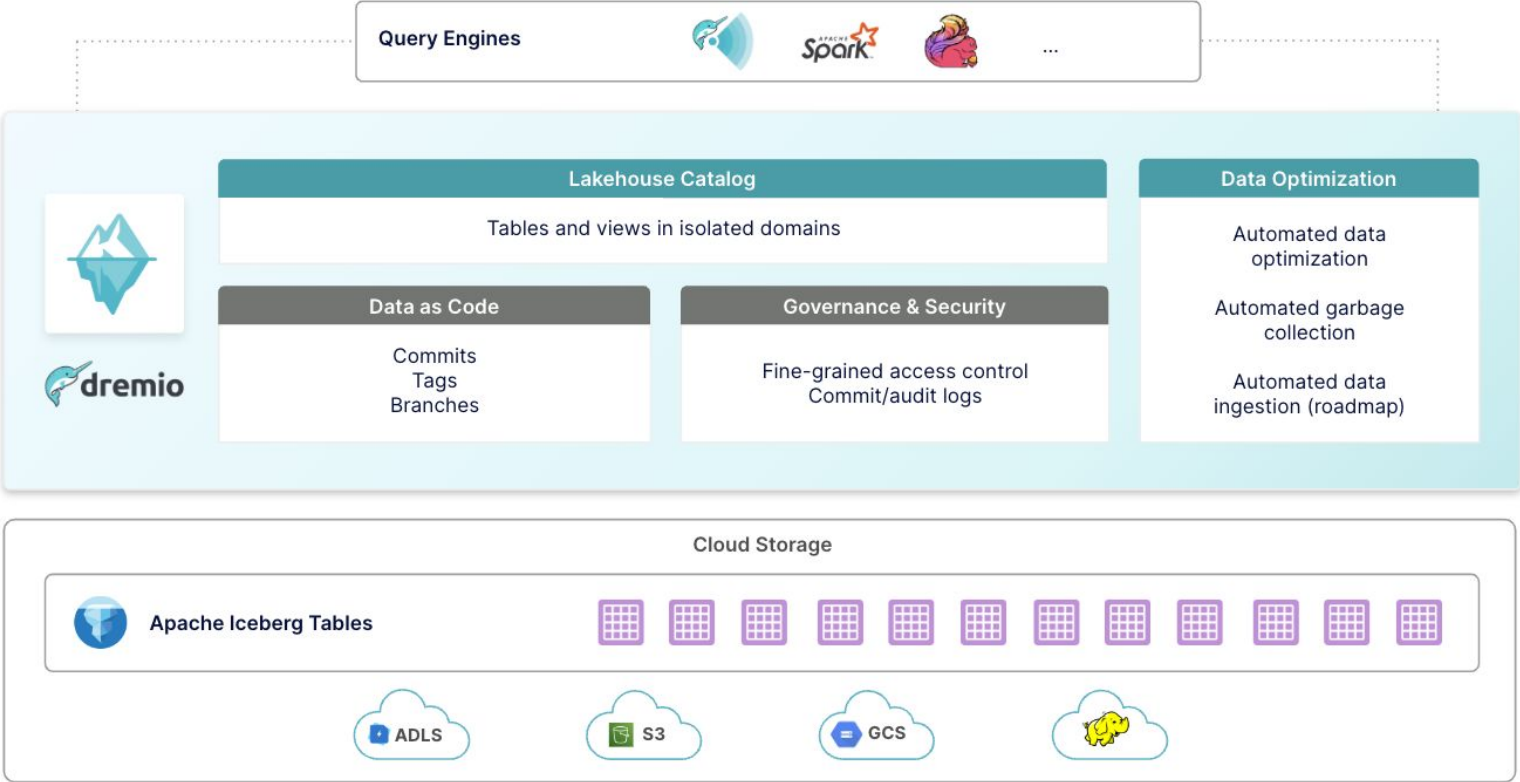 Query Engines
APACHE
Spark
...
Lakehouse Catalog
Tables and views in isolated domains
Data Optimization
Automated data
optimization
Automated garbage
collection
Automated data
ingestion (roadmap)
Data as Code
Commits
Tags
Branches
Governance & Security
Fine-grained access control
Commit/audit logs
dremio
Cloud Storage
Apache Iceberg Tables
ADLS
S3
GCS